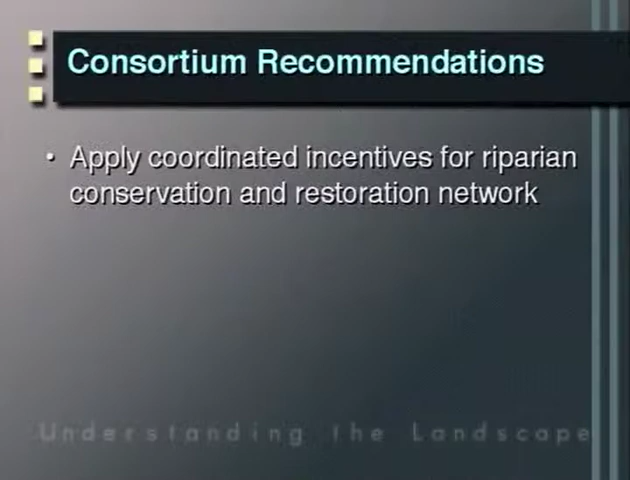 Consortium Recommendations
• Apply coordinated incentives for riparian
conservation and restoration network
Understanding the Landscape